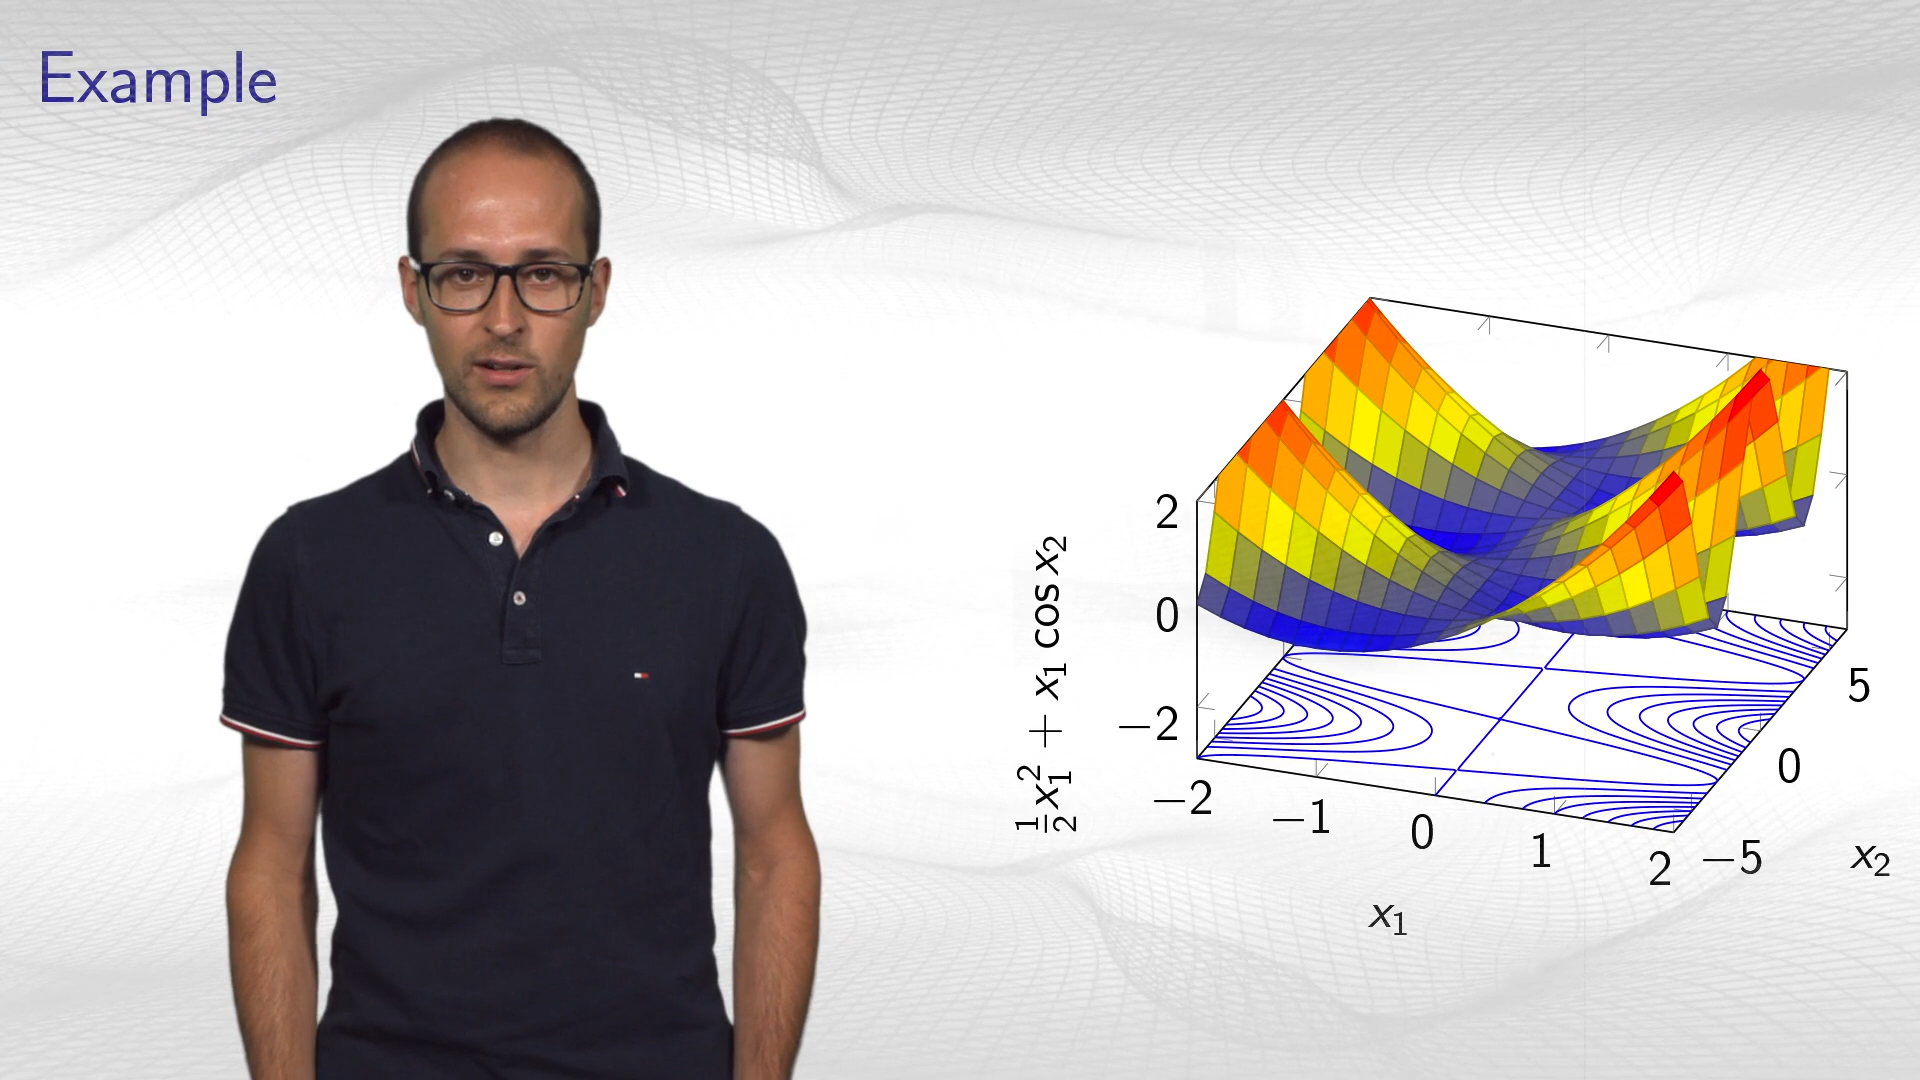 Example
½x₁² + x₁ cos x₂
2
0
−2
−2
−1
0
1
2
−5
0
5
x₁
x₂